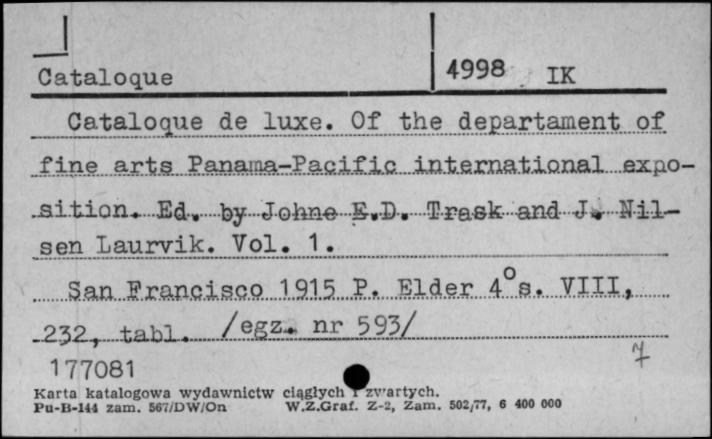 Cataloque
4998 IK
Cataloque de luxe. Of the departament of
fine arts Panama-Pacific international expo-
sition. Ed. by Johne E.D. Trask and J. Nil-
sen Laurvik. Vol. 1.
San Francisco 1915 P. Elder 4°s. VIII,
232, tabl. /egz. nr 593/
7
177081
Karta katalogowa wydawnictw ciągłych i zwartych.
Pu-B-144 zam. 567/DW/On W.Z.Graf. Z-2, Zam. 502/77, 6 400 000